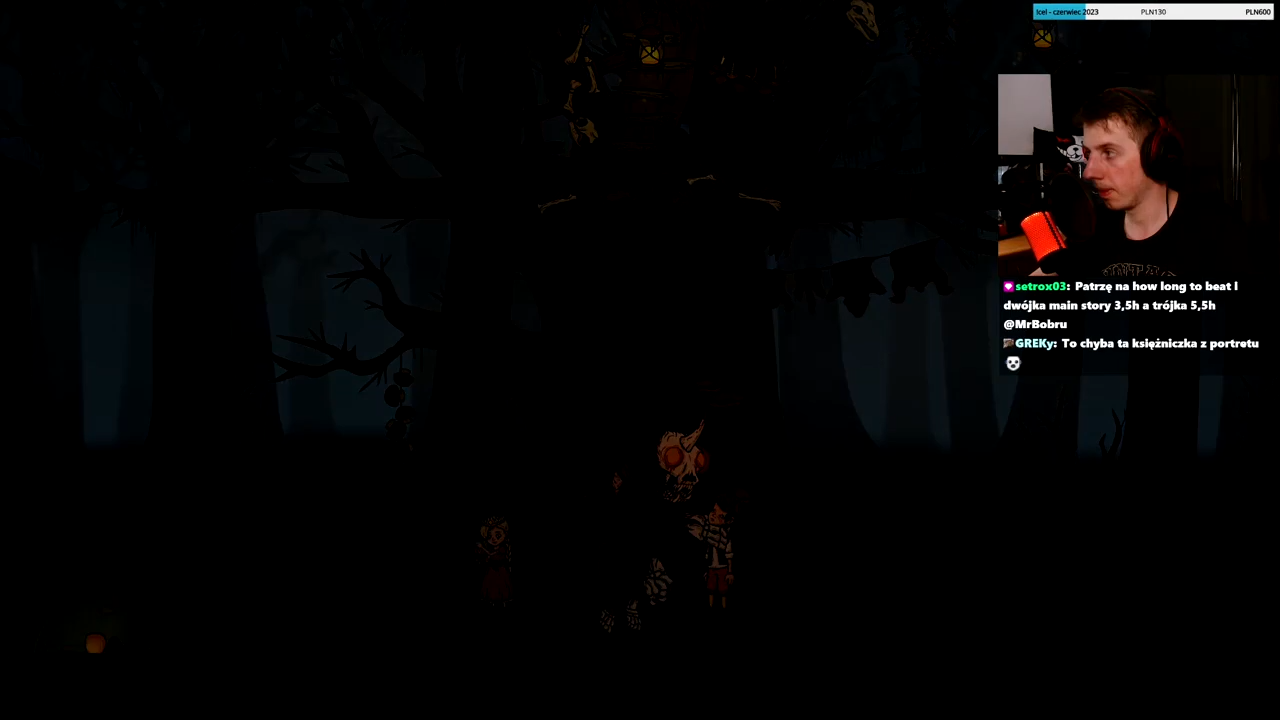 Icel - czerwiec 2023 PLN130 PLN600
setrox03: Patrzę na how long to beat I
dwójka main story 3,5h a trójka 5,5h
@MrBobru
GREKy: To chyba ta księżniczka z portretu